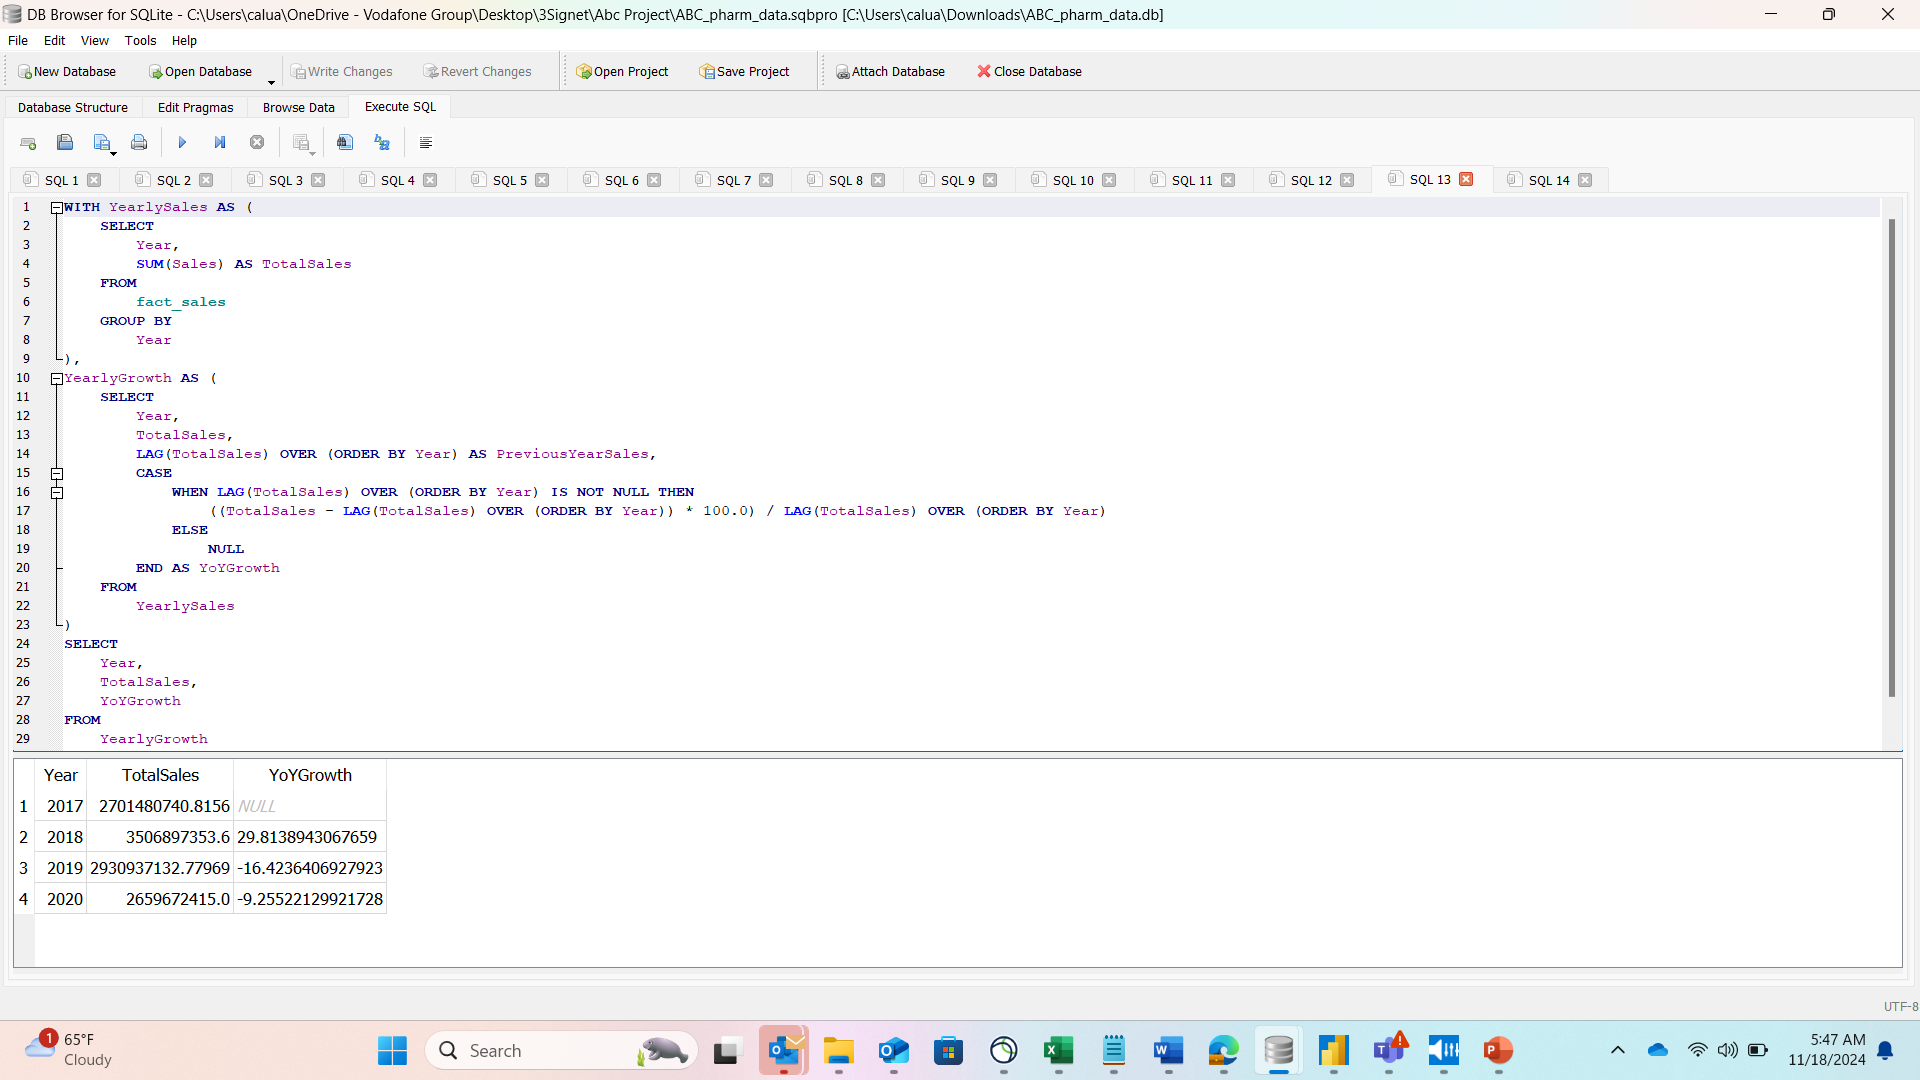 DB Browser for SQLite - C:\Users\calua\OneDrive - Vodafone Group\Desktop\3Signet\Abc Project\ABC_pharm_data.sqbpro [C:\Users\calua\Downloads\ABC_pharm_data.db]
File Edit View Tools Help
New Database Open Database Write Changes Revert Changes Open Project Save Project Attach Database Close Database
Database Structure Edit Pragmas Browse Data Execute SQL
SQL 1 SQL 2 SQL 3 SQL 4 SQL 5 SQL 6 SQL 7 SQL 8 SQL 9 SQL 10 SQL 11 SQL 12 SQL 13 SQL 14
1 WITH YearlySales AS (
2 SELECT
3 Year,
4 SUM(Sales) AS TotalSales
5 FROM
6 fact_sales
7 GROUP BY
8 Year
9 ),
10 YearlyGrowth AS (
11 SELECT
12 Year,
13 TotalSales,
14 LAG(TotalSales) OVER (ORDER BY Year) AS PreviousYearSales,
15 CASE
16 WHEN LAG(TotalSales) OVER (ORDER BY Year) IS NOT NULL THEN
17 ((TotalSales - LAG(TotalSales) OVER (ORDER BY Year)) * 100.0) / LAG(TotalSales) OVER (ORDER BY Year)
18 ELSE
19 NULL
20 END AS YoYGrowth
21 FROM
22 YearlySales
23 )
24 SELECT
25 Year,
26 TotalSales,
27 YoYGrowth
28 FROM
29 YearlyGrowth
Year TotalSales YoYGrowth
1 2017 2701480740.8156 NULL
2 2018 3506897353.6 29.8138943067659
3 2019 2930937132.77969 -16.4236406927923
4 2020 2659672415.0 -9.25522129921728
UTF-8
1 65°F
Cloudy
Search
5:47 AM
11/18/2024